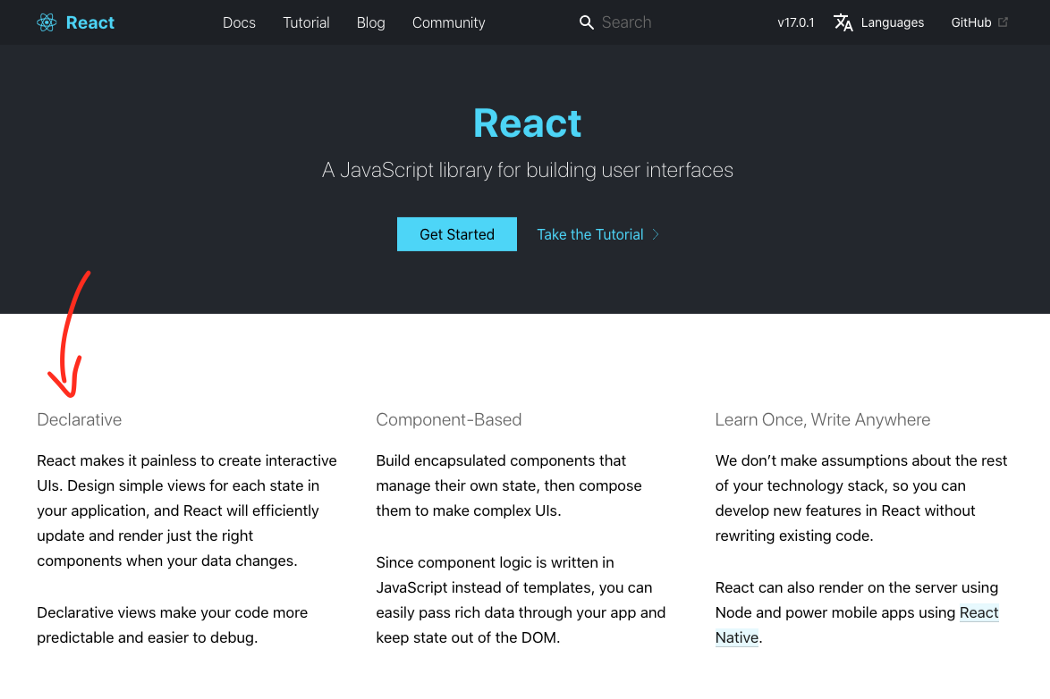 React
Docs Tutorial Blog Community
Search
v17.0.1
Languages
GitHub
React
A JavaScript library for building user interfaces
Get Started
Take the Tutorial
Declarative
React makes it painless to create interactive
UIs. Design simple views for each state in
your application, and React will efficiently
update and render just the right
components when your data changes.
Declarative views make your code more
predictable and easier to debug.
Component-Based
Build encapsulated components that
manage their own state, then compose
them to make complex UIs.
Since component logic is written in
JavaScript instead of templates, you can
easily pass rich data through your app and
keep state out of the DOM.
Learn Once, Write Anywhere
We don’t make assumptions about the rest
of your technology stack, so you can
develop new features in React without
rewriting existing code.
React can also render on the server using
Node and power mobile apps using React
Native.